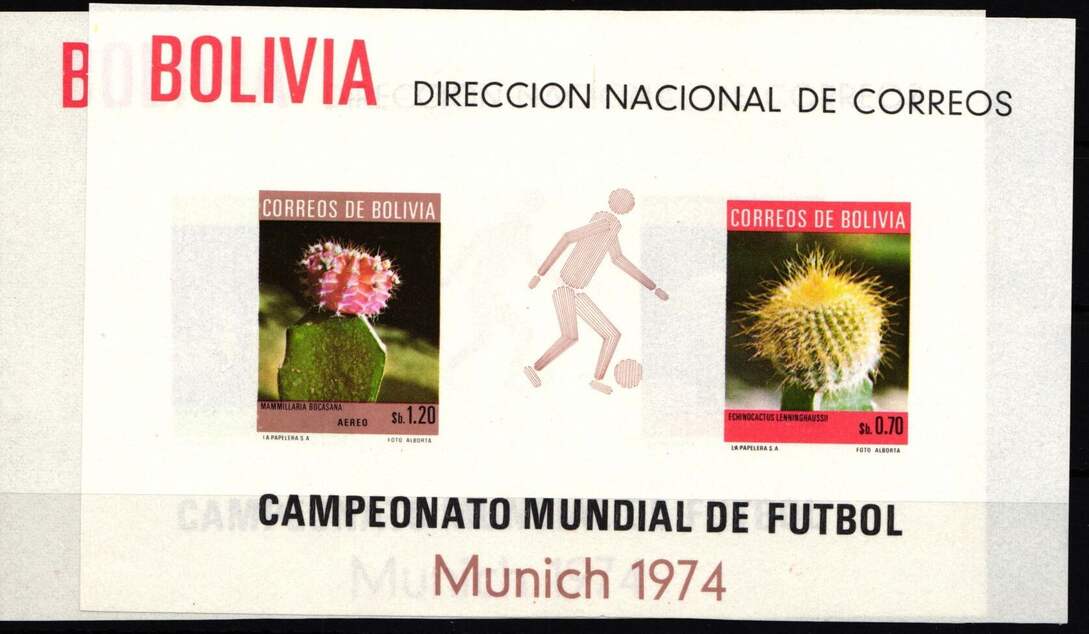 BOLIVIA
DIRECCION NACIONAL DE CORREOS
CORREOS DE BOLIVIA
MAMMILLARIA BOCASANA
AEREO
$b. 1.20
LA PAPELERA S.A
FOTO ALBORTA
CORREOS DE BOLIVIA
ECHINOCACTUS LENNINGHAUSSII
$b. 0.70
LA PAPELERA S.A.
FOTO ALBORTA
CAMPEONATO MUNDIAL DE FUTBOL
Munich 1974